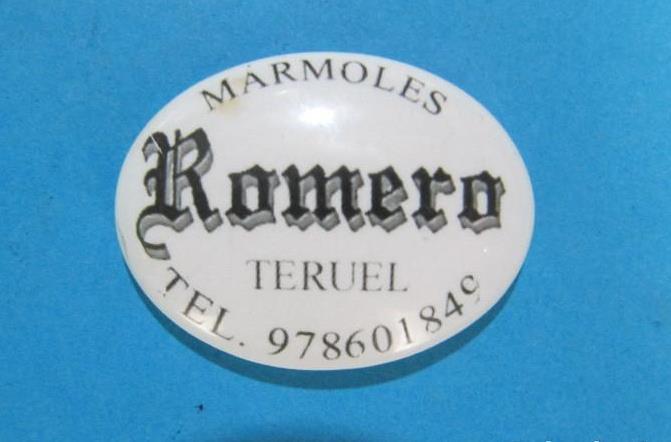 MARMOLES
Romero
TERUEL
TEL. 978601849